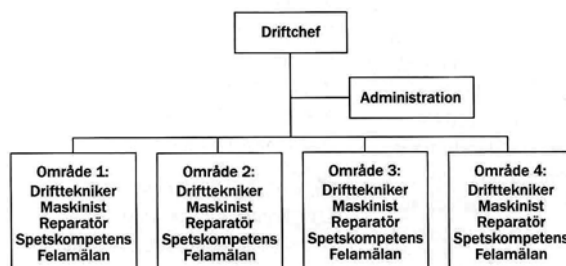 Driftchef
Administration
Område 1:
Drifttekniker
Maskinist
Reparatör
Spetskompetens
Felamälan
Område 2:
Drifttekniker
Maskinist
Reparatör
Spetskompetens
Felamälan
Område 3:
Drifttekniker
Maskinist
Reparatör
Spetskompetens
Felamälan
Område 4:
Drifttekniker
Maskinist
Reparatör
Spetskompetens
Felamälan